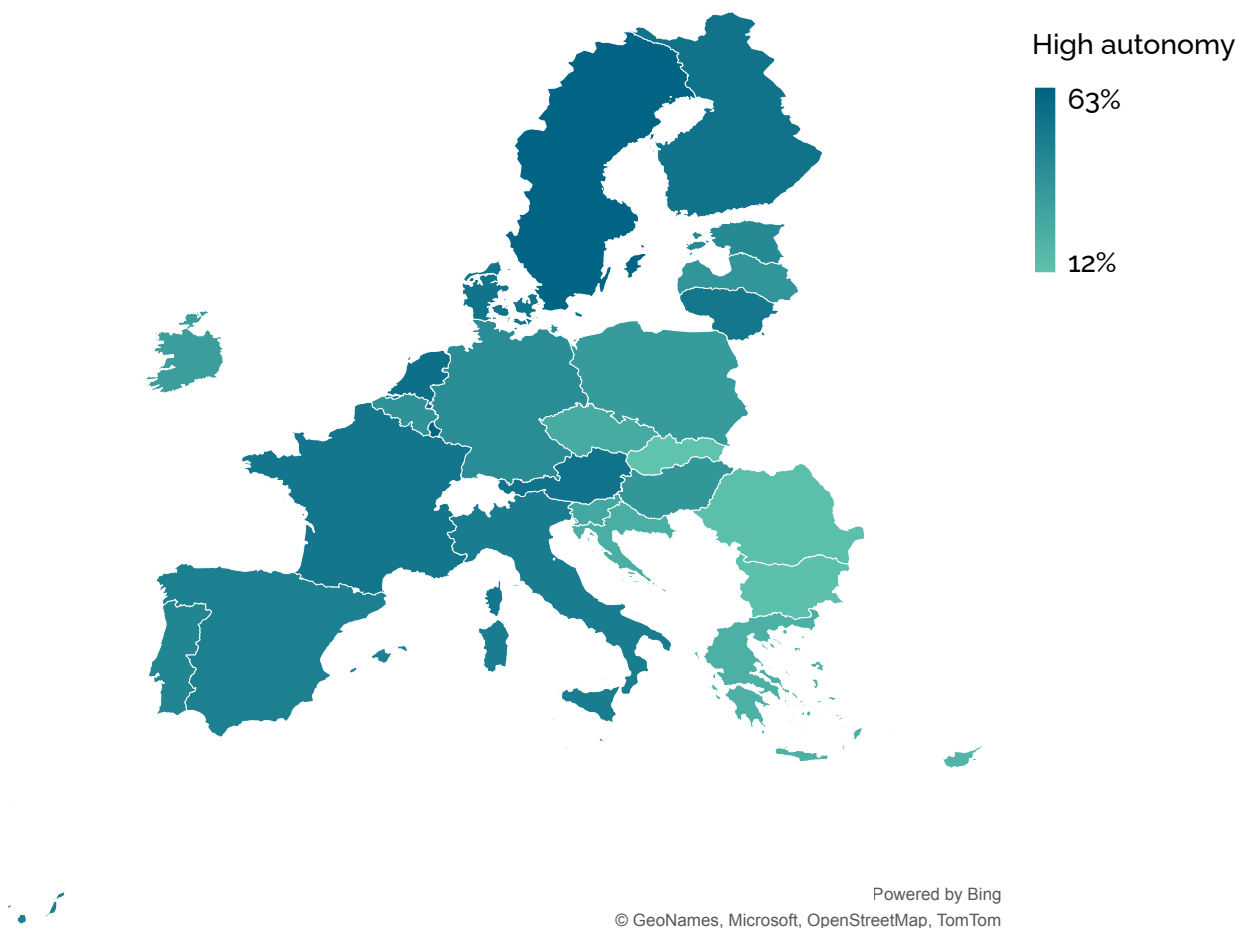 High autonomy
63%
12%
Powered by Bing
© GeoNames, Microsoft, OpenStreetMap, TomTom